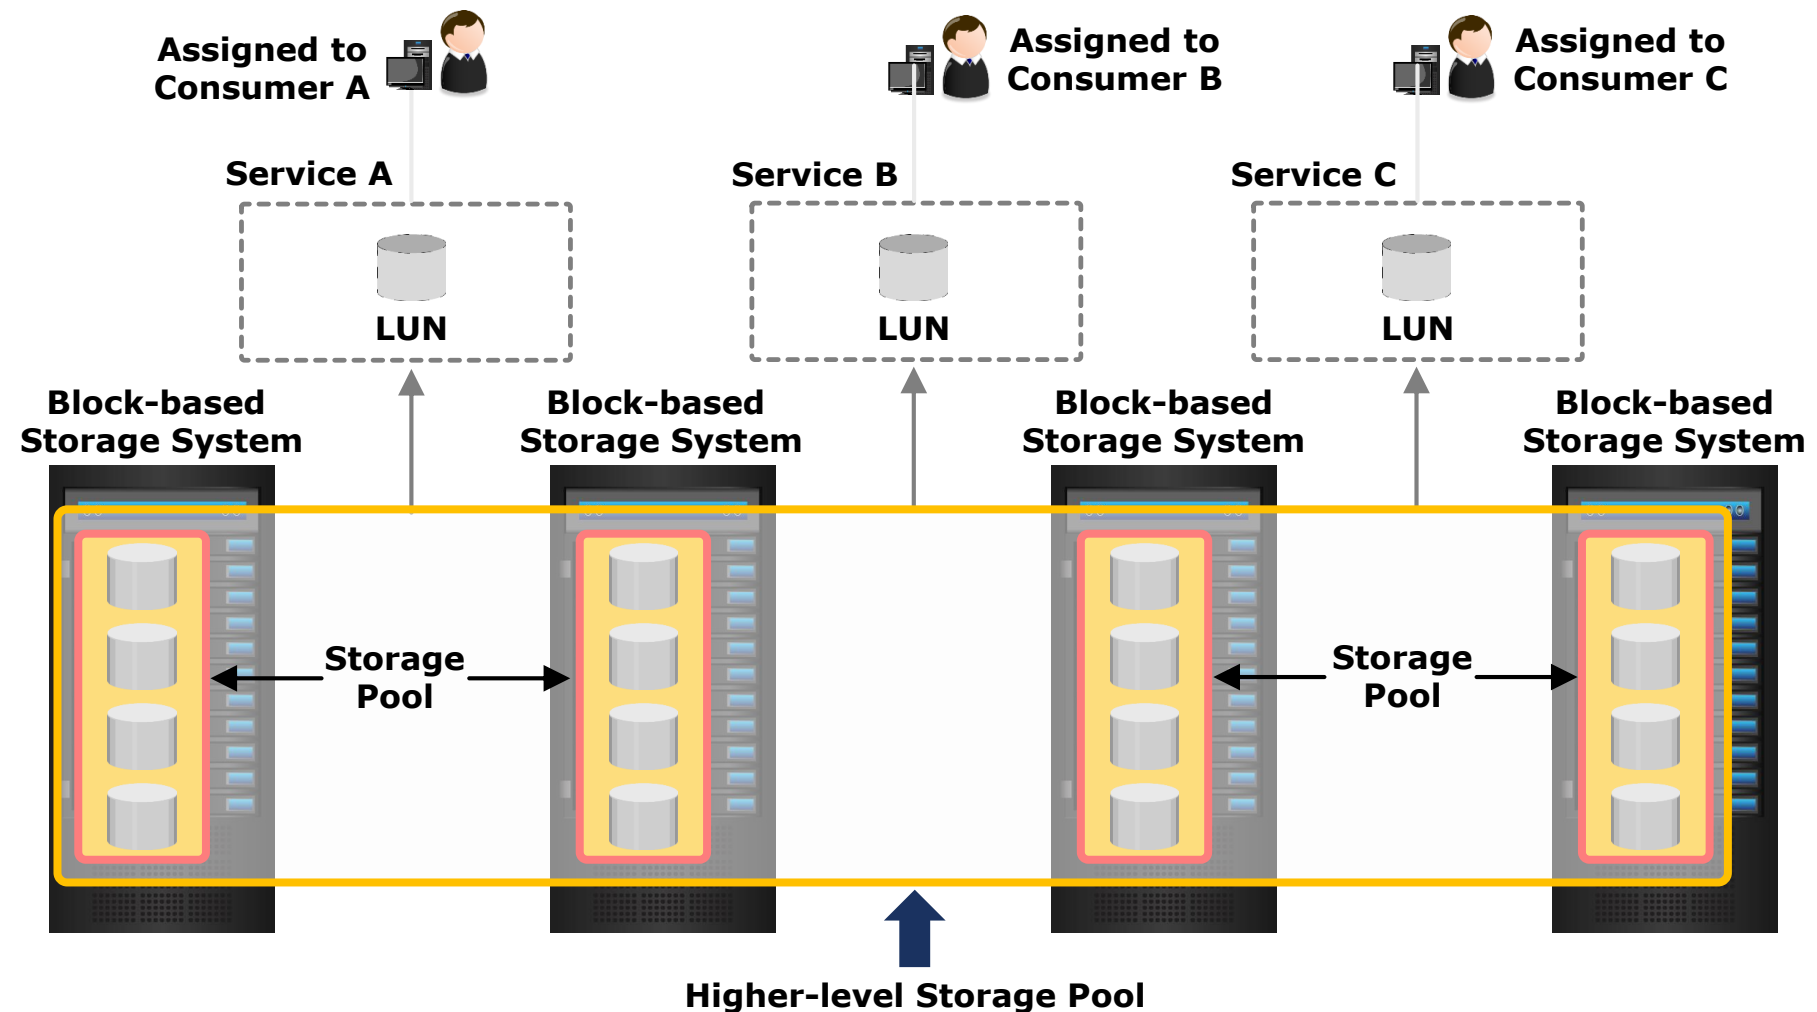 Assigned to
Consumer A
Assigned to
Consumer B
Assigned to
Consumer C
Service A
Service B
Service C
LUN
LUN
LUN
Block-based
Storage System
Block-based
Storage System
Block-based
Storage System
Block-based
Storage System
Storage
Pool
Storage
Pool
Higher-level Storage Pool